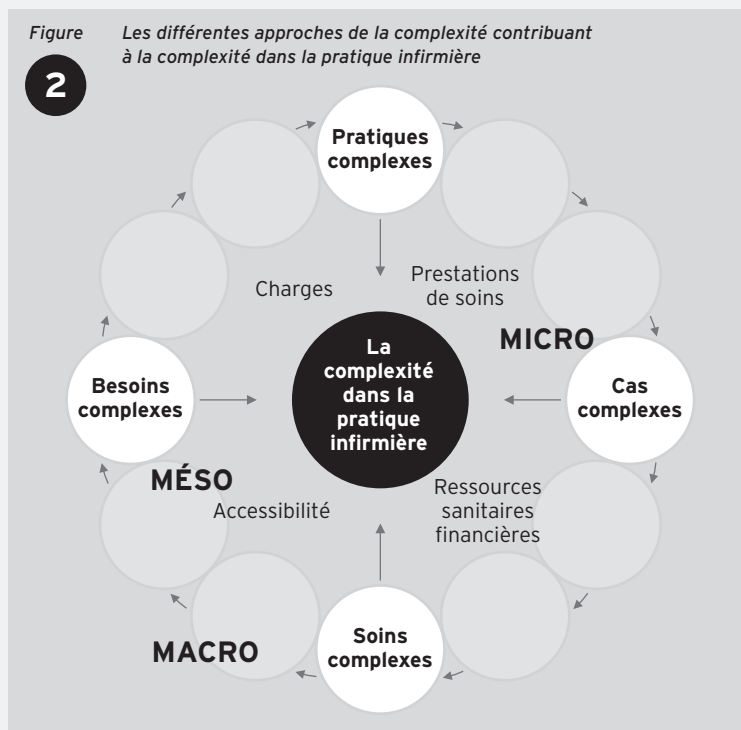 Figure
2
Les différentes approches de la complexité contribuant
à la complexité dans la pratique infirmière
Pratiques
complexes
Charges
Prestations
de soins
MICRO
Besoins
complexes
La
complexité
dans la
pratique
infirmière
Cas
complexes
MÉSO
Accessibilité
Ressources
sanitaires
financières
MACRO
Soins
complexes